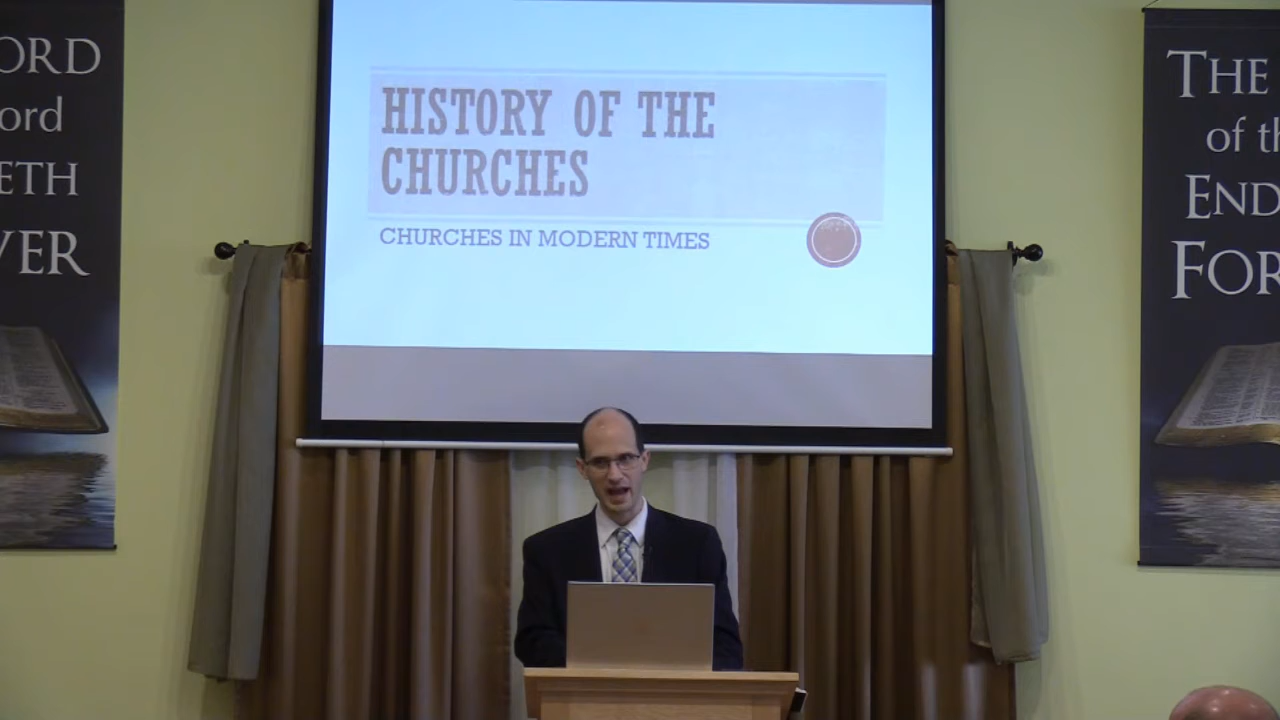 ORD
ord
ETH
VER
HISTORY OF THE
CHURCHES
CHURCHES IN MODERN TIMES
THE
of th
END
FOR